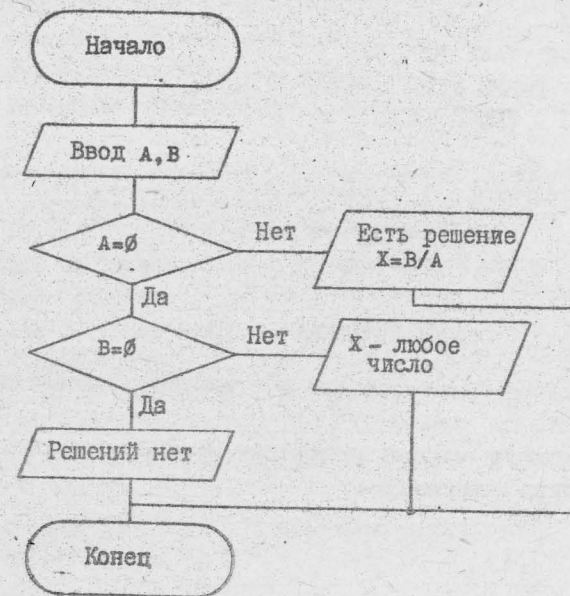 Начало
Ввод A,B
A=Ø
Нет
Есть решение
X=B/A
Да
B=Ø
Нет
X – любое
число
Да
Решений нет
Конец